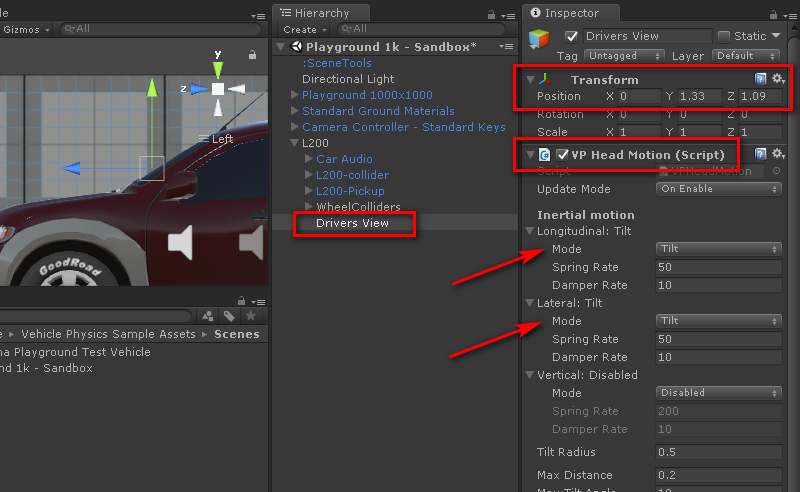 le
Gizmos
All
y
z
Left
GoodRoad
Vehicle Physics Sample Assets
Scenes
na Playground Test Vehicle
nd 1k - Sandbox
Hierarchy
Create
All
Playground 1k - Sandbox*
:SceneTools
Directional Light
Playground 1000x1000
Standard Ground Materials
Camera Controller - Standard Keys
L200
Car Audio
L200-collider
L200-Pickup
WheelColliders
Drivers View
Inspector
Drivers View Static
Tag Untagged Layer Default
Transform
Position X 0 Y 1.33 Z 1.09
Rotation X 0 Y 0 Z 0
Scale X 1 Y 1 Z 1
VP Head Motion (Script)
Script VPHeadMotion
Update Mode On Enable
Inertial motion
Longitudinal: Tilt
Mode Tilt
Spring Rate 50
Damper Rate 10
Lateral: Tilt
Mode Tilt
Spring Rate 50
Damper Rate 10
Vertical: Disabled
Mode Disabled
Spring Rate 200
Damper Rate 10
Tilt Radius 0.5
Max Distance 0.2
Max Tilt Angle 10